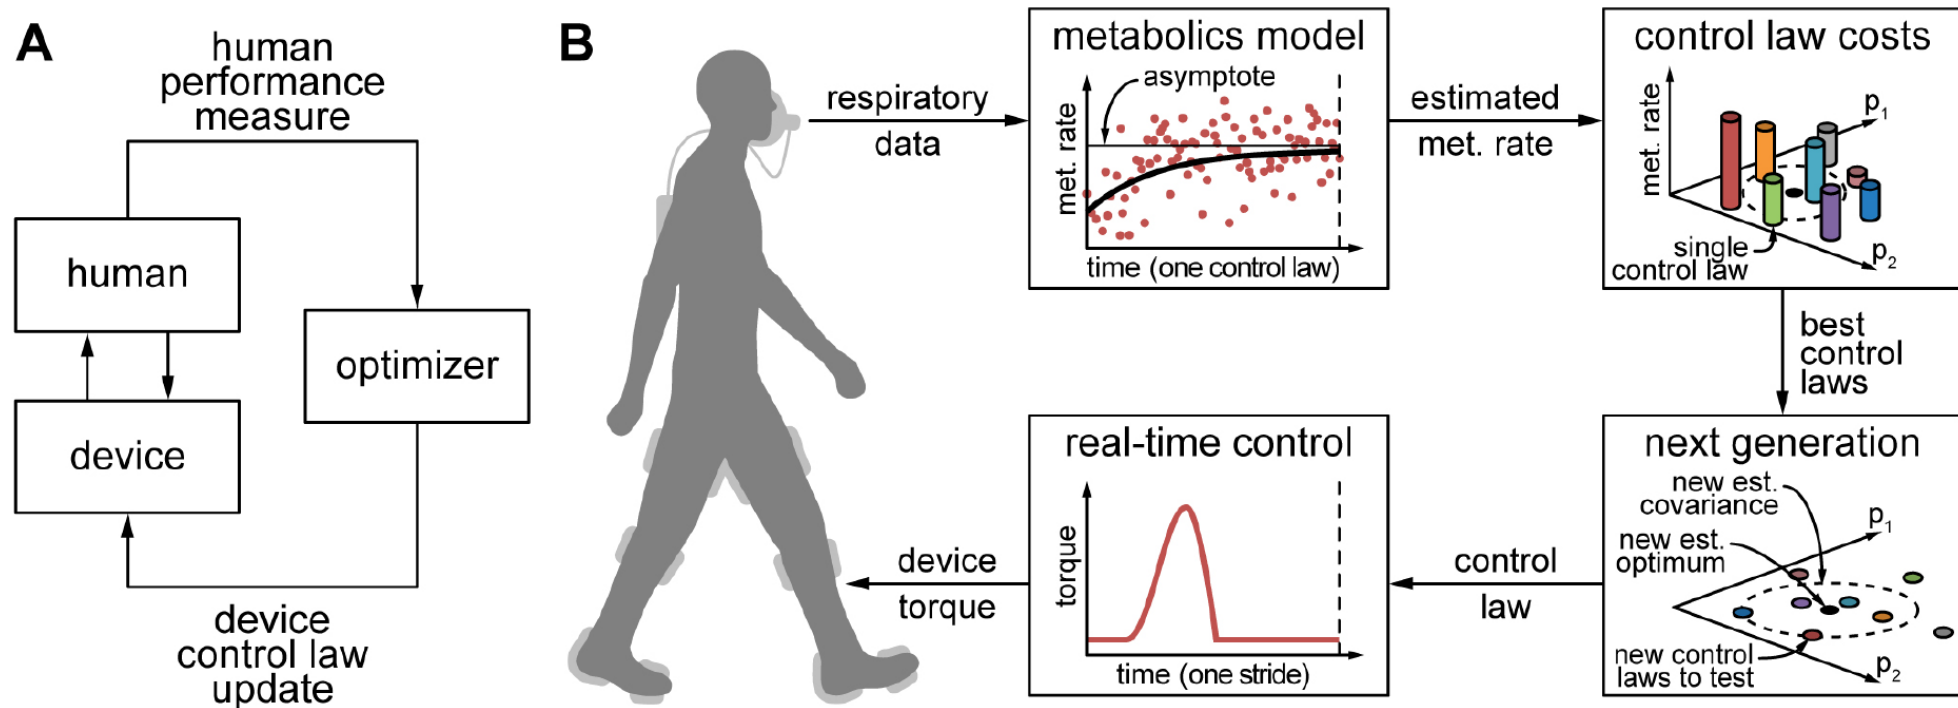 A
human
performance
measure
human
device
optimizer
device
control law
update
B
respiratory
data
metabolics model
asymptote
met. rate
time (one control law)
estimated
met. rate
control law costs
met. rate
p1
p2
single
control law
best
control
laws
next generation
new est.
covariance
new est.
optimum
p1
p2
new control
laws to test
control
law
real-time control
torque
time (one stride)
device
torque